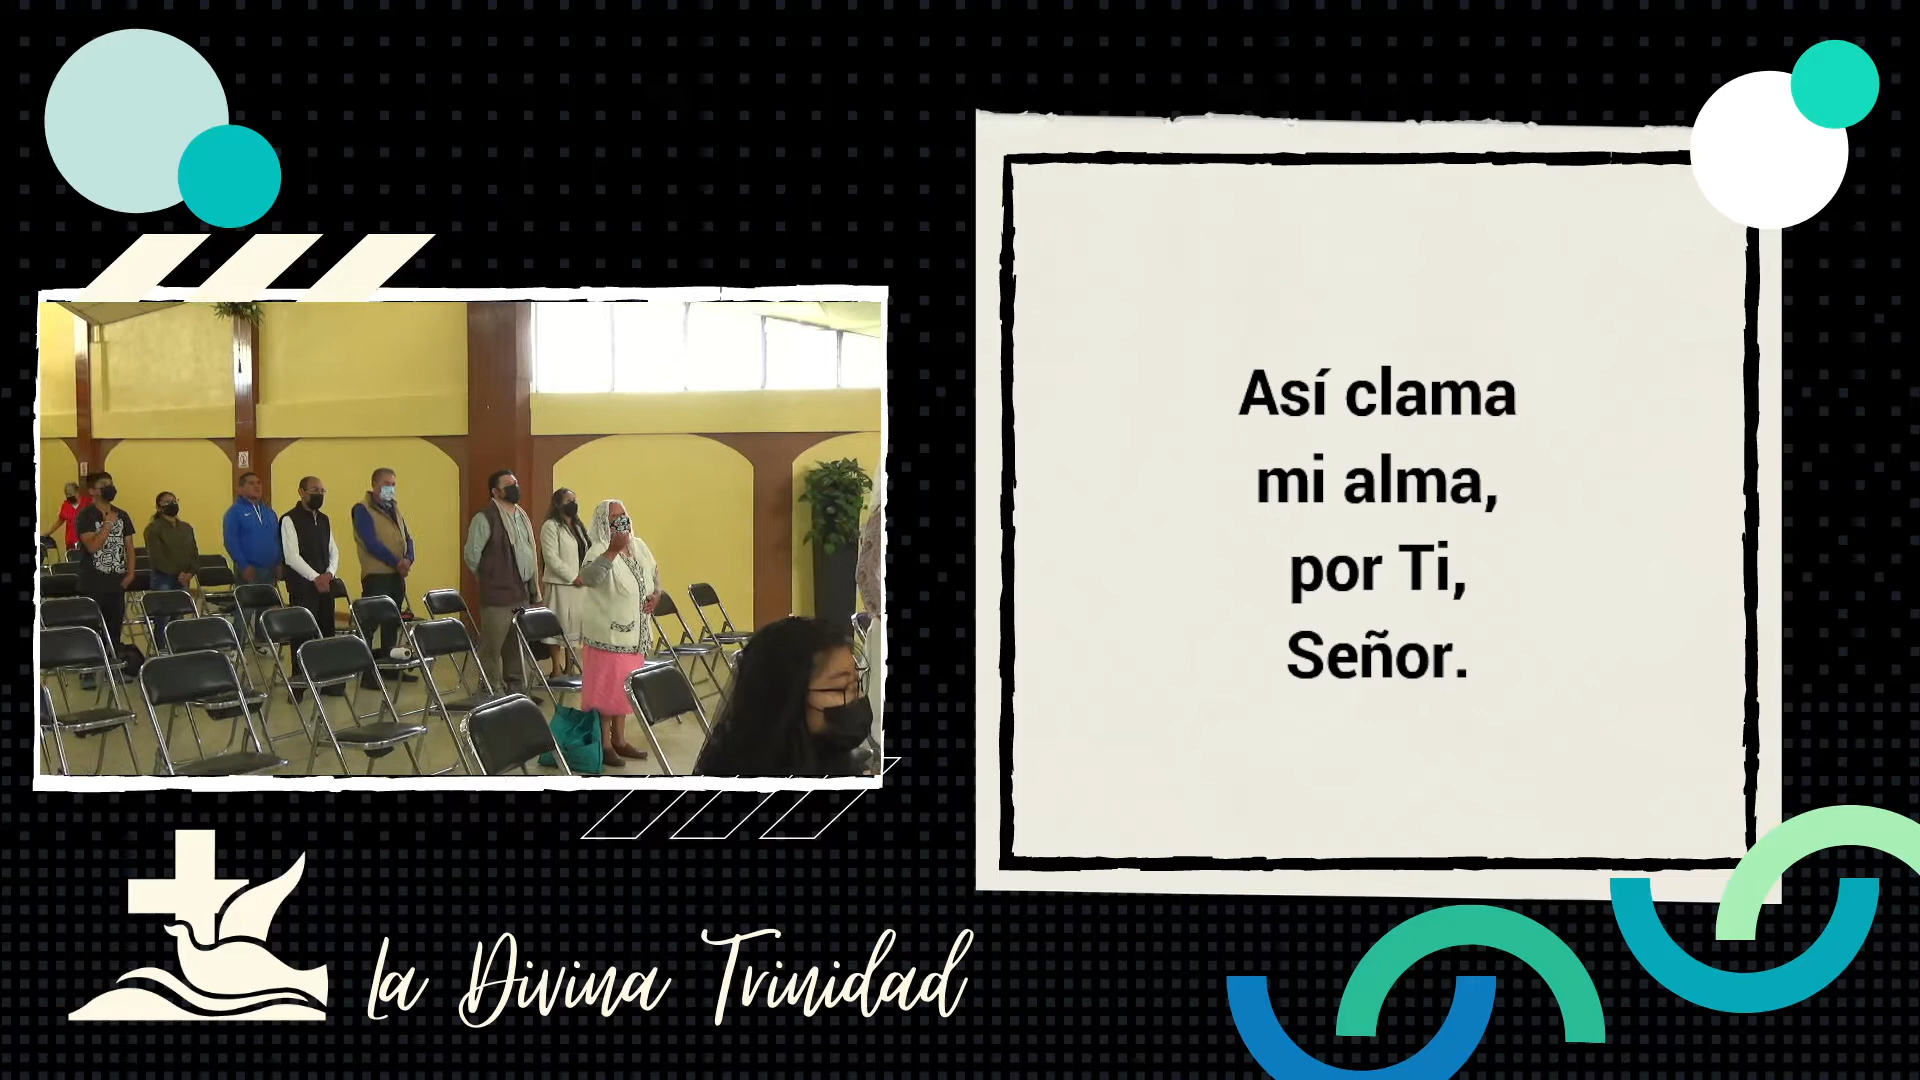 Así clama
mi alma,
por Ti,
Señor.
la Divina Trinidad